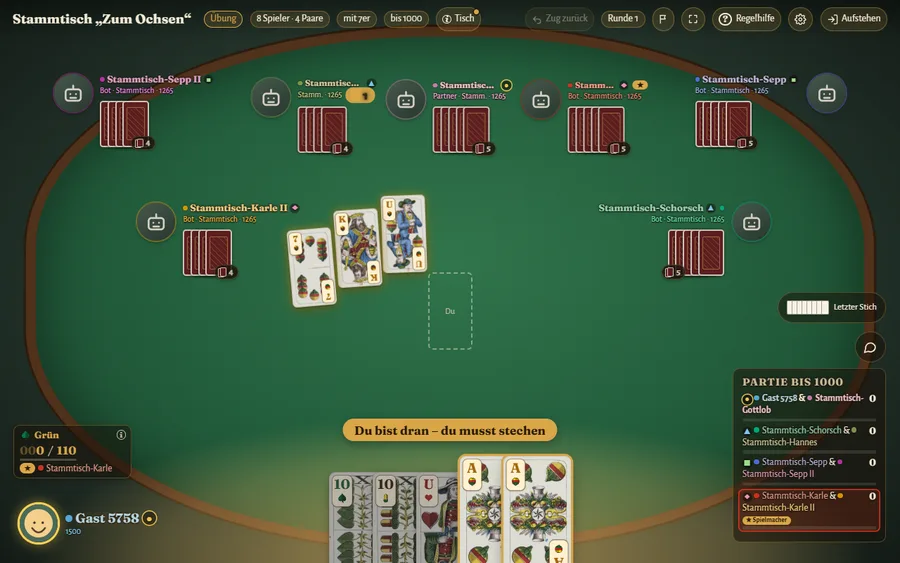 Stammtisch „Zum Ochsen“
Übung
8 Spieler · 4 Paare
mit 7er
bis 1000
Tisch
Zug zurück
Runde 1
Regelhilfe
Aufstehen
Stammtisch-Sepp II
Bot · Stammtisch · 1265
4
Stammtisc…
Stamm. · 1265
4
Stammtisc…
Partner · Stamm. · 1265
5
Stamm…
Bot · Stammtisch · 1265
5
Stammtisch-Sepp
Bot · Stammtisch · 1265
5
Stammtisch-Karle II
Bot · Stammtisch · 1265
4
Stammtisch-Schorsch
Bot · Stammtisch · 1265
5
7
7
K
K
U
U
Du
Letzter Stich
PARTIE BIS 1000
Gast 5758 & Stammtisch-Gottlob
0
Stammtisch-Schorsch &
Stammtisch-Hannes
0
Stammtisch-Sepp &
Stammtisch-Sepp II
0
Stammtisch-Karle &
Stammtisch-Karle II
0
Spielmacher
Du bist dran – du musst stechen
Grün
000 / 110
Stammtisch-Karle
Gast 5758
1500
10
10
U
A
A
A